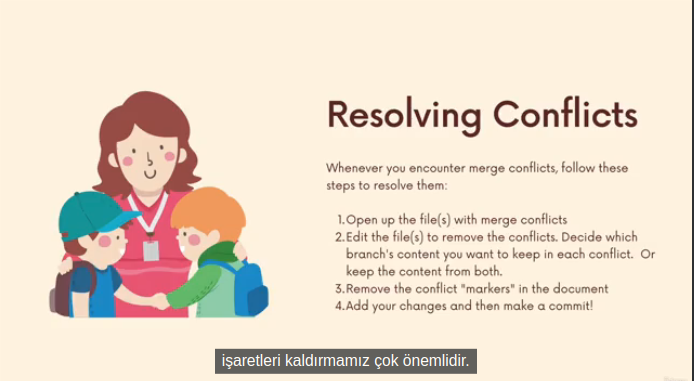 Resolving Conflicts
Whenever you encounter merge conflicts, follow these
steps to resolve them:
1.Open up the file(s) with merge conflicts
2.Edit the file(s) to remove the conflicts. Decide which
branch's content you want to keep in each conflict. Or
keep the content from both.
3.Remove the conflict "markers" in the document
4.Add your changes and then make a commit!
işaretleri kaldırmamız çok önemlidir.